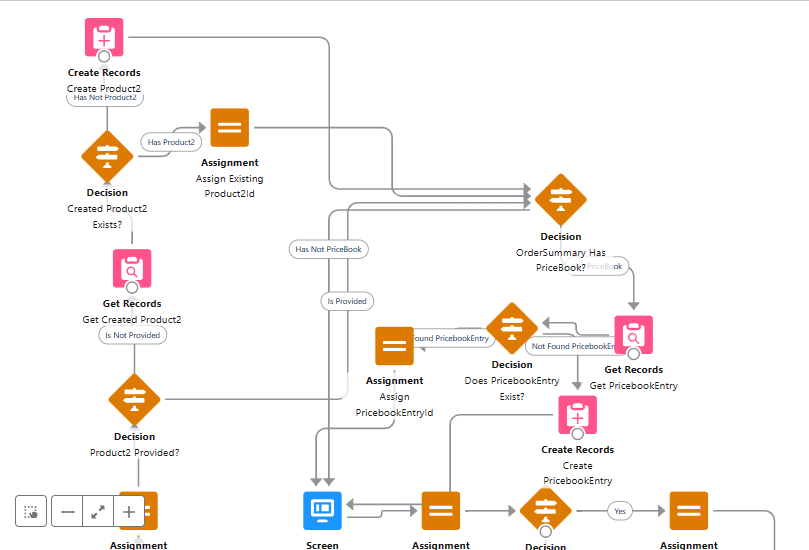 Create Records
Create Product2
Has Not Product2
Has Product2
Assignment
Assign Existing
Product2Id
Decision
Created Product2
Exists?
Decision
OrderSummary Has
PriceBook?
PriceBook
Has Not PriceBook
Get Records
Get Created Product2
Is Not Provided
Is Provided
Found PricebookEntry
Not Found PricebookEn
Assignment
Assign
PricebookEntryId
Decision
Does PricebookEntry
Exist?
Get Records
Get PricebookEntry
Decision
Product2 Provided?
Create Records
Create
PricebookEntry
Yes
Assignment
Screen
Assignment
Decision
Assignment